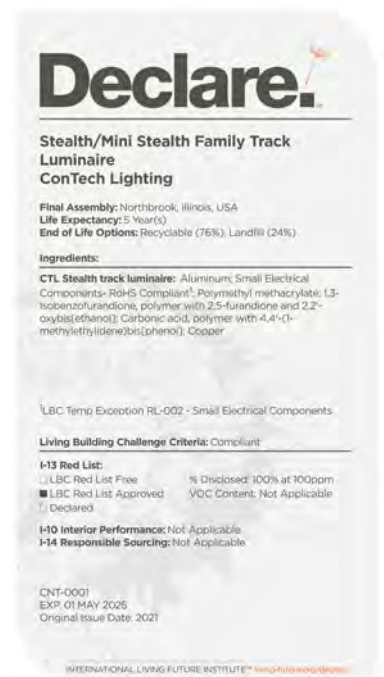 Declare.
Stealth/Mini Stealth Family Track
Luminaire
ConTech Lighting
Final Assembly: Northbrook, Illinois, USA
Life Expectancy: 5 Year(s)
End of Life Options: Recyclable (76%), Landfill (24%)
Ingredients:
CTL Stealth track luminaire: Aluminum; Small Electrical
Components- RoHS Compliant¹; Polymethyl methacrylate; 1,3-
Isobenzofurandione, polymer with 2,5-furandione and 2,2'-
oxybis[ethanol]; Carbonic acid, polymer with 4,4'-(1-
methylethylidene)bis[phenol]; Copper
¹LBC Temp Exception RL-002 - Small Electrical Components
Living Building Challenge Criteria: Compliant
I-13 Red List:
LBC Red List Free % Disclosed: 100% at 100ppm
LBC Red List Approved VOC Content: Not Applicable
Declared
I-10 Interior Performance: Not Applicable
I-14 Responsible Sourcing: Not Applicable
CNT-0001
EXP. 01 MAY 2025
Original Issue Date: 2021
INTERNATIONAL LIVING FUTURE INSTITUTE™